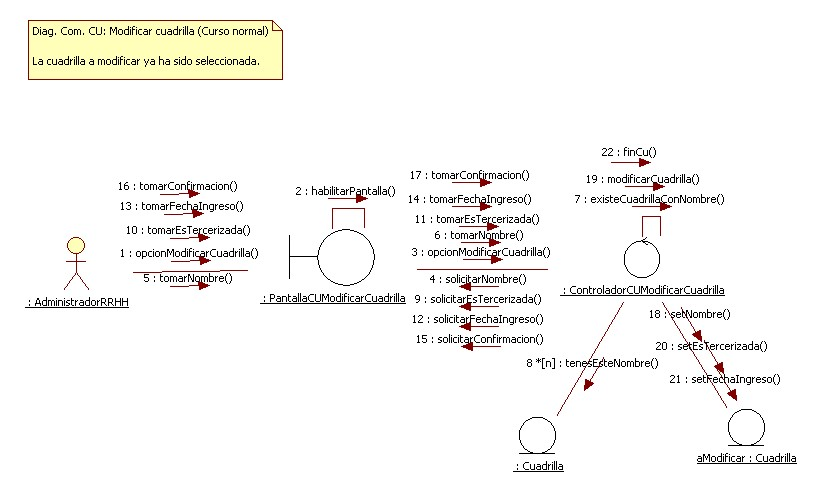 Diag. Com. CU: Modificar cuadrilla (Curso normal)
La cuadrilla a modificar ya ha sido seleccionada.
22 : finCu()
17 : tomarConfirmacion()
19 : modificarCuadrilla()
16 : tomarConfirmacion()
2 : habilitarPantalla()
14 : tomarFechaIngreso()
7 : existeCuadrillaConNombre()
13 : tomarFechaIngreso()
11 : tomarEsTercerizada()
10 : tomarEsTercerizada()
6 : tomarNombre()
1 : opcionModificarCuadrilla()
3 : opcionModificarCuadrilla()
5 : tomarNombre()
4 : solicitarNombre()
: AdministradorRRHH
: PantallaCUModificarCuadrilla
9 : solicitarEsTercerizada()
: ControladorCUModificarCuadrilla
12 : solicitarFechaIngreso()
18 : setNombre()
15 : solicitarConfirmacion()
20 : setEsTercerizada()
8 *[n] : tenesEsteNombre()
21 : setFechaIngreso()
: Cuadrilla
aModificar : Cuadrilla